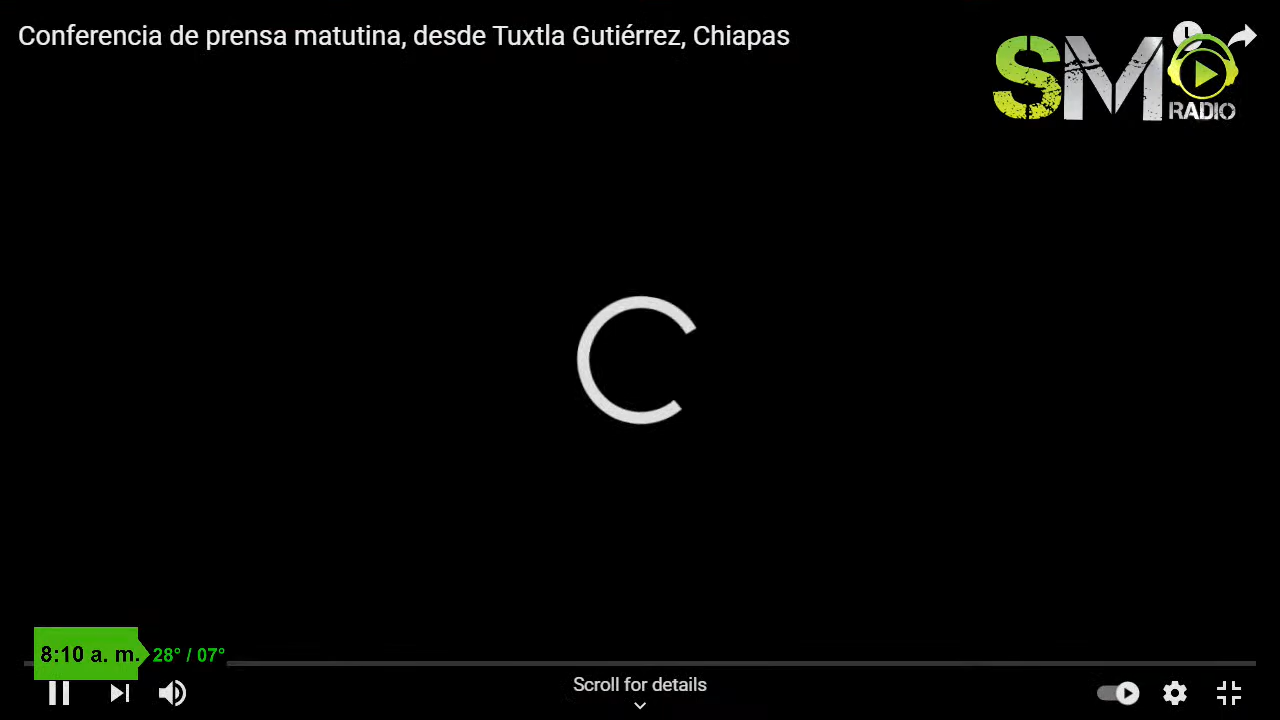 Conferencia de prensa matutina, desde Tuxtla Gutiérrez, Chiapas
SM
RADIO
8:10 a. m.
28° / 07°
Scroll for details